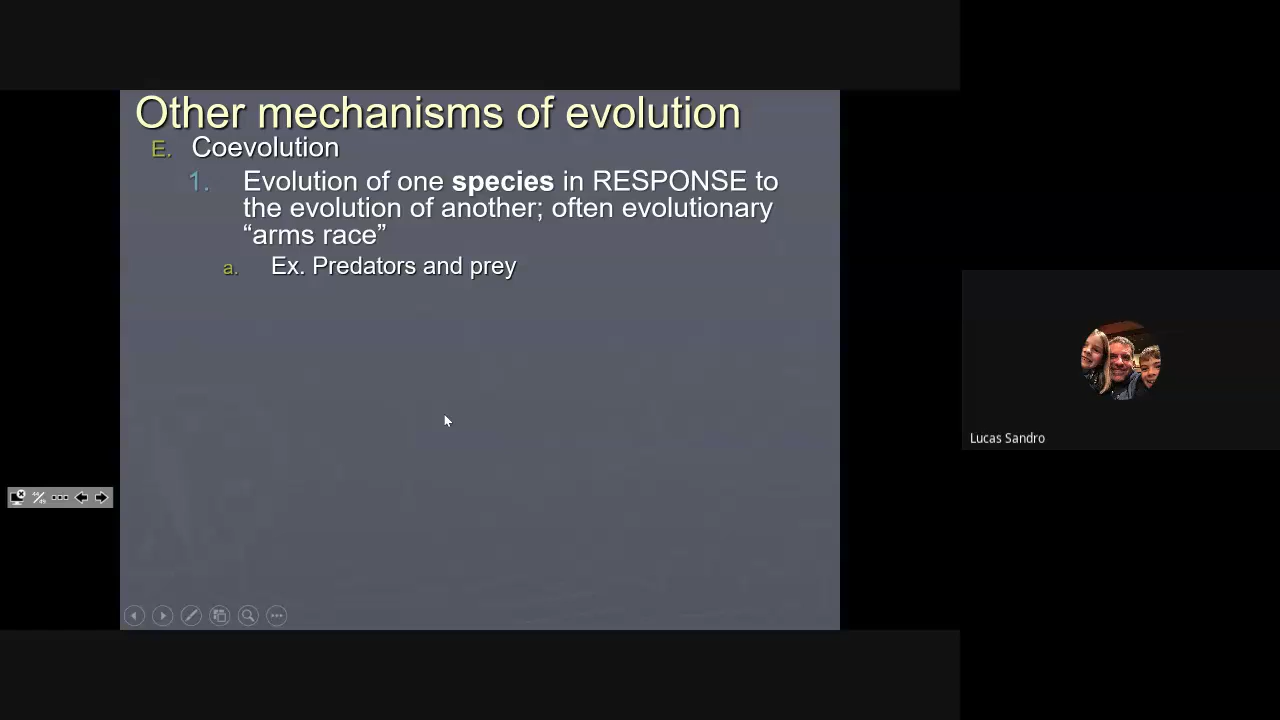 Other mechanisms of evolution
E. Coevolution
1. Evolution of one species in RESPONSE to
the evolution of another; often evolutionary
“arms race”
a. Ex. Predators and prey
Lucas Sandro